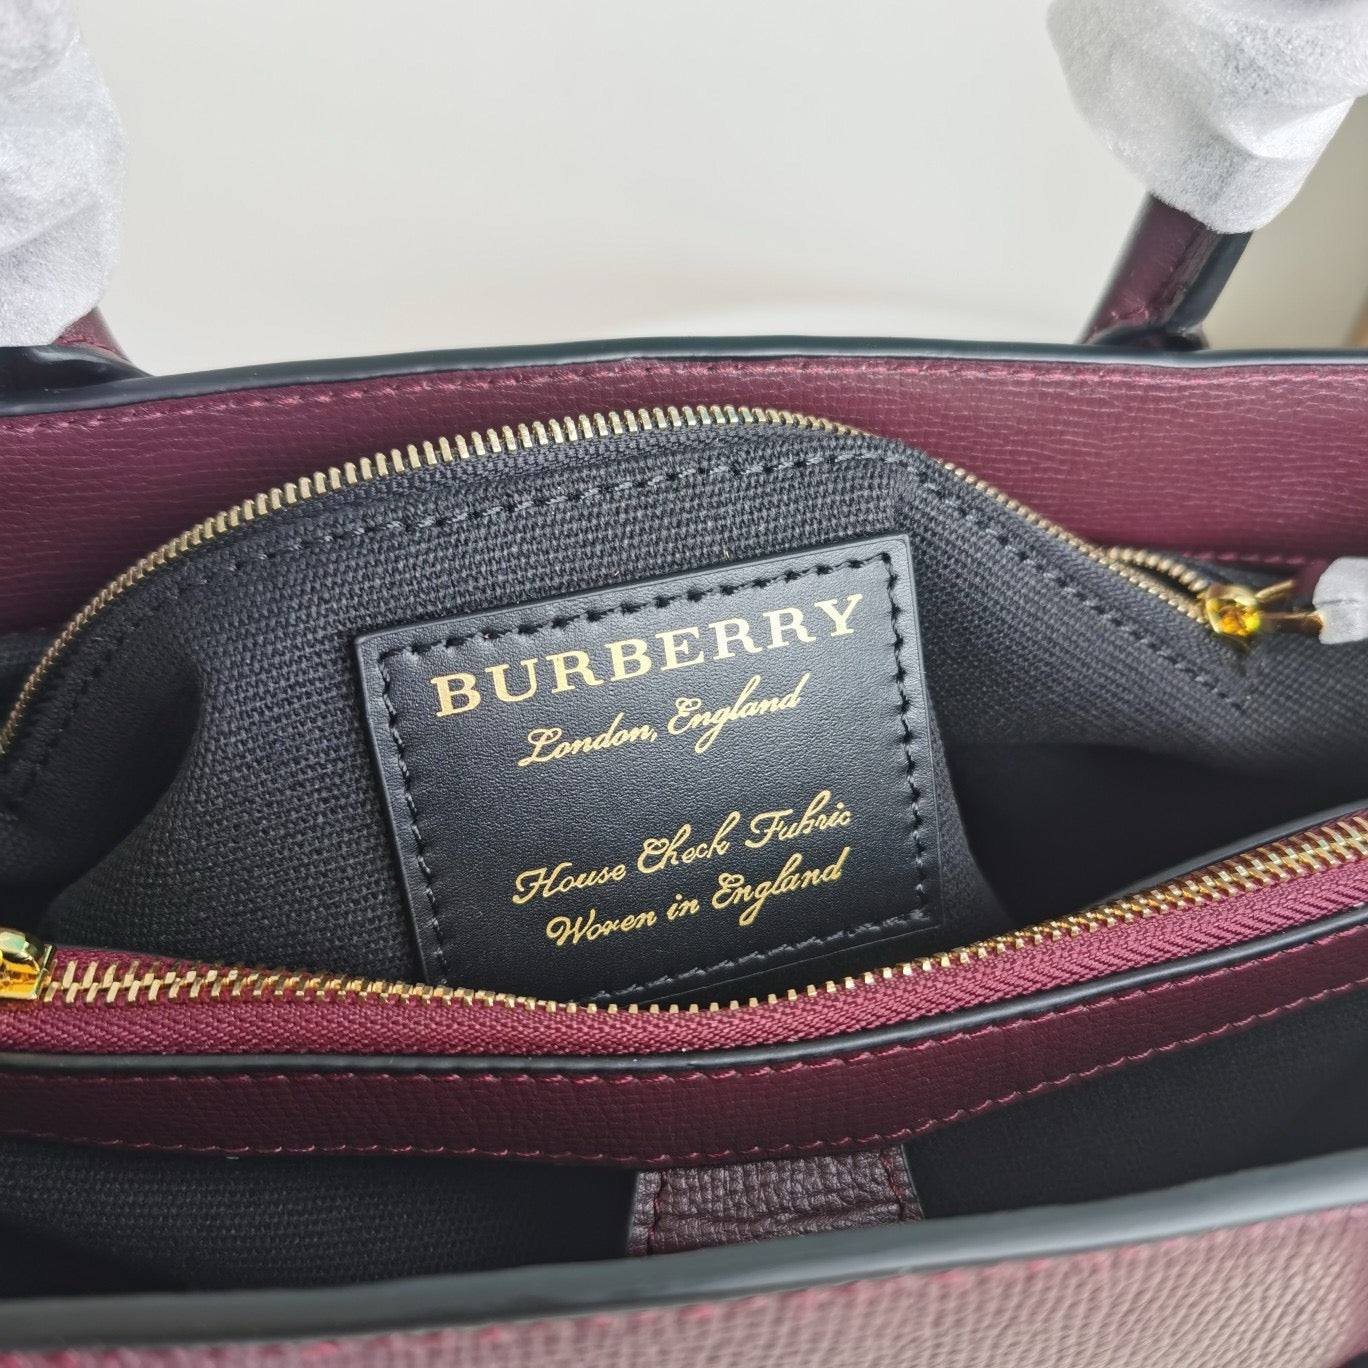 BURBERRY
London, England
House Check Fabric
Woven in England